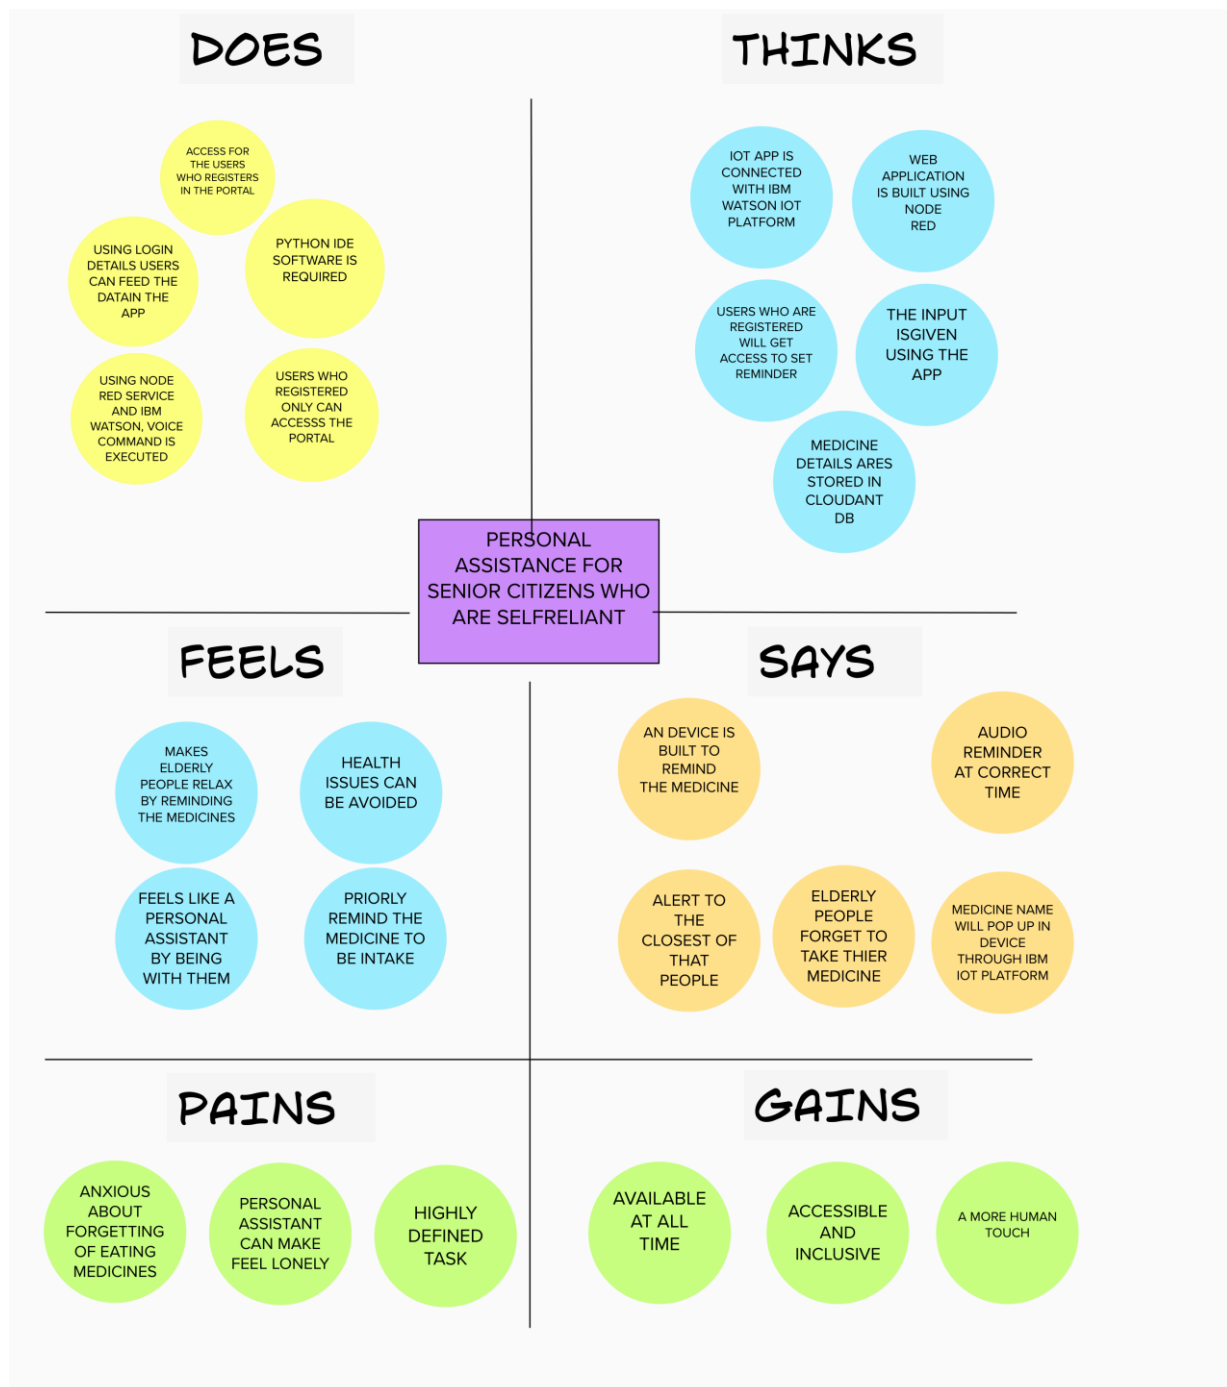 DOES
THINKS
ACCESS FOR
THE USERS
WHO REGISTERS
IN THE PORTAL
USING LOGIN
DETAILS USERS
CAN FEED THE
DATAIN THE
APP
PYTHON IDE
SOFTWARE IS
REQUIRED
USING NODE
RED SERVICE
AND IBM
WATSON, VOICE
COMMAND IS
EXECUTED
USERS WHO
REGISTERED
ONLY CAN
ACCESSS THE
PORTAL
IOT APP IS
CONNECTED
WITH IBM
WATSON IOT
PLATFORM
WEB
APPLICATION
IS BUILT USING
NODE
RED
USERS WHO ARE
REGISTERED
WILL GET
ACCESS TO SET
REMINDER
THE INPUT
ISGIVEN
USING THE
APP
MEDICINE
DETAILS ARES
STORED IN
CLOUDANT
DB
PERSONAL
ASSISTANCE FOR
SENIOR CITIZENS WHO
ARE SELFRELIANT
FEELS
SAYS
MAKES
ELDERLY
PEOPLE RELAX
BY REMINDING
THE MEDICINES
HEALTH
ISSUES CAN
BE AVOIDED
FEELS LIKE A
PERSONAL
ASSISTANT
BY BEING
WITH THEM
PRIORLY
REMIND THE
MEDICINE TO
BE INTAKE
AN DEVICE IS
BUILT TO
REMIND
THE MEDICINE
AUDIO
REMINDER
AT CORRECT
TIME
ALERT TO
THE
CLOSEST OF
THAT
PEOPLE
ELDERLY
PEOPLE
FORGET TO
TAKE THIER
MEDICINE
MEDICINE NAME
WILL POP UP IN
DEVICE
THROUGH IBM
IOT PLATFORM
PAINS
GAINS
ANXIOUS
ABOUT
FORGETTING
OF EATING
MEDICINES
PERSONAL
ASSISTANT
CAN MAKE
FEEL LONELY
HIGHLY
DEFINED
TASK
AVAILABLE
AT ALL
TIME
ACCESSIBLE
AND
INCLUSIVE
A MORE HUMAN
TOUCH